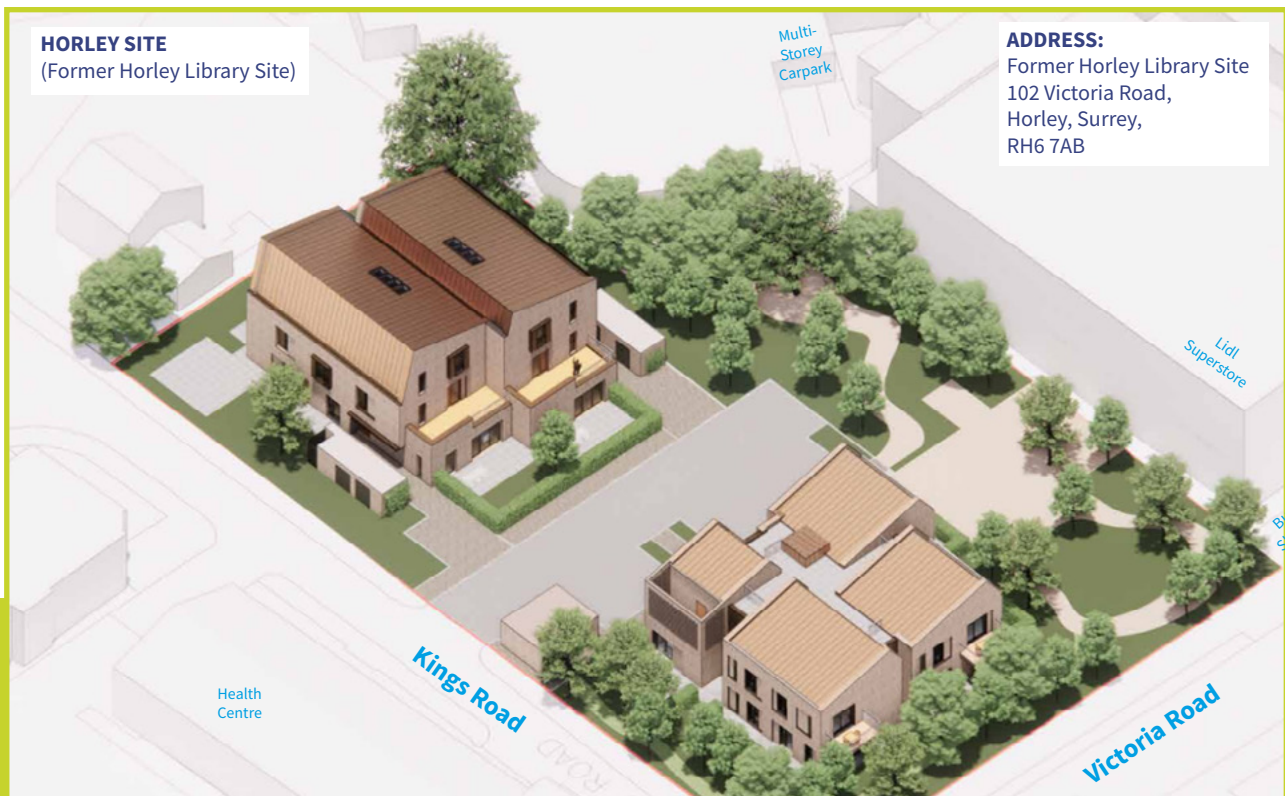 HORLEY SITE
(Former Horley Library Site)
Multi-
Storey
Carpark
ADDRESS:
Former Horley Library Site
102 Victoria Road,
Horley, Surrey,
RH6 7AB
Lidl
Superstore
Kings Road
Health
Centre
ROAD
Victoria Road